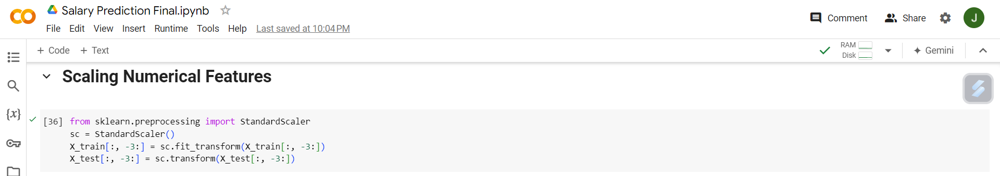 Salary Prediction Final.ipynb
File Edit View Insert Runtime Tools Help Last saved at 10:04 PM
Comment Share J
+ Code + Text
RAM
Disk
Gemini
Scaling Numerical Features
{x}
[36] from sklearn.preprocessing import StandardScaler
sc = StandardScaler()
X_train[:, -3:] = sc.fit_transform(X_train[:, -3:])
X_test[:, -3:] = sc.transform(X_test[:, -3:])